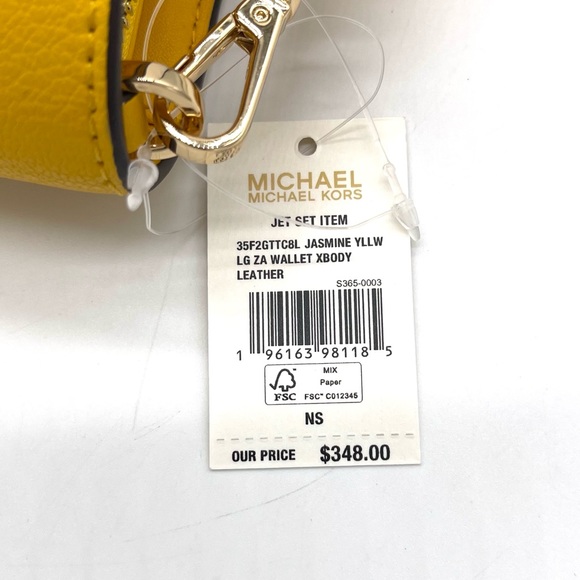 MICHAEL
MICHAEL KORS
JET SET ITEM
35F2GTTC8L JASMINE YLLW
LG ZA WALLET XBODY
LEATHER
S365-0003
1 96163 98118 5
FSC
MIX
Paper
FSC® C012345
NS
OUR PRICE $348.00